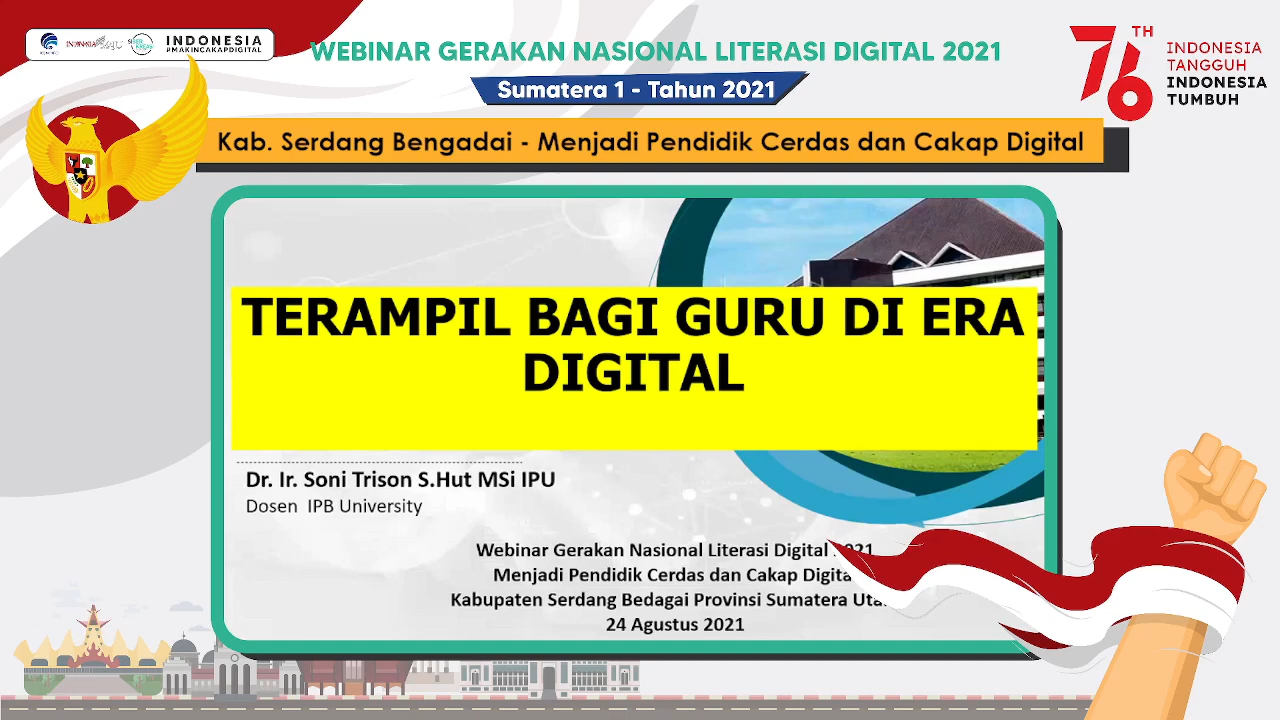 INDONESIA
#MAKINCAKAPDIGITAL
WEBINAR GERAKAN NASIONAL LITERASI DIGITAL 2021
Sumatera 1 - Tahun 2021
76TH
INDONESIA
TANGGUH
INDONESIA
TUMBUH
Kab. Serdang Bengadai - Menjadi Pendidik Cerdas dan Cakap Digital
TERAMPIL BAGI GURU DI ERA
DIGITAL
Dr. Ir. Soni Trison S.Hut MSi IPU
Dosen IPB University
Webinar Gerakan Nasional Literasi Digital 2021
Menjadi Pendidik Cerdas dan Cakap Digita
Kabupaten Serdang Bedagai Provinsi Sumatera Uta
24 Agustus 2021